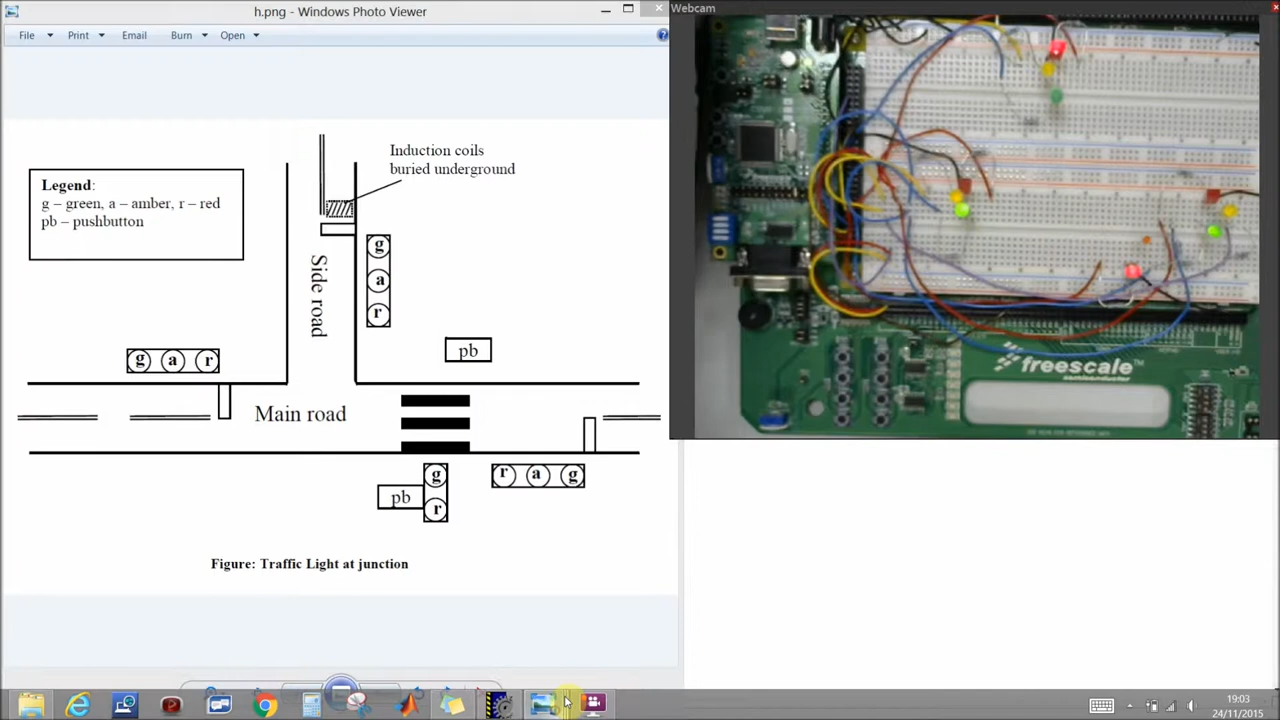 h.png - Windows Photo Viewer
File Print Email Burn Open
Legend:
g – green, a – amber, r – red
pb – pushbutton
Induction coils
buried underground
g
a
r
Side road
pb
g a r
Main road
g
r
pb
r a g
Figure: Traffic Light at junction
Webcam
freescale
semiconductor
19:03
24/11/2015